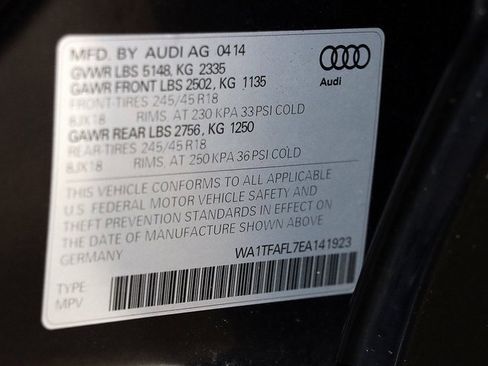 MFD. BY AUDI AG 04 14
GVWR LBS 5148, KG 2335
GAWR FRONT LBS 2502, KG 1135
FRONT-TIRES 245/45 R18
8JX18 RIMS, AT 230 KPA 33 PSI COLD
GAWR REAR LBS 2756, KG 1250
REAR-TIRES 245/45 R18
8JX18 RIMS, AT 250 KPA 36 PSI COLD
THIS VEHICLE CONFORMS TO ALL APPLICABLE
U.S FEDERAL MOTOR VEHICLE SAFETY AND
THEFT PREVENTION STANDARDS IN EFFECT ON
THE DATE OF MANUFACTURE SHOWN ABOVE
GERMANY
WA1TFAFL7EA141923
TYPE:
MPV
Audi